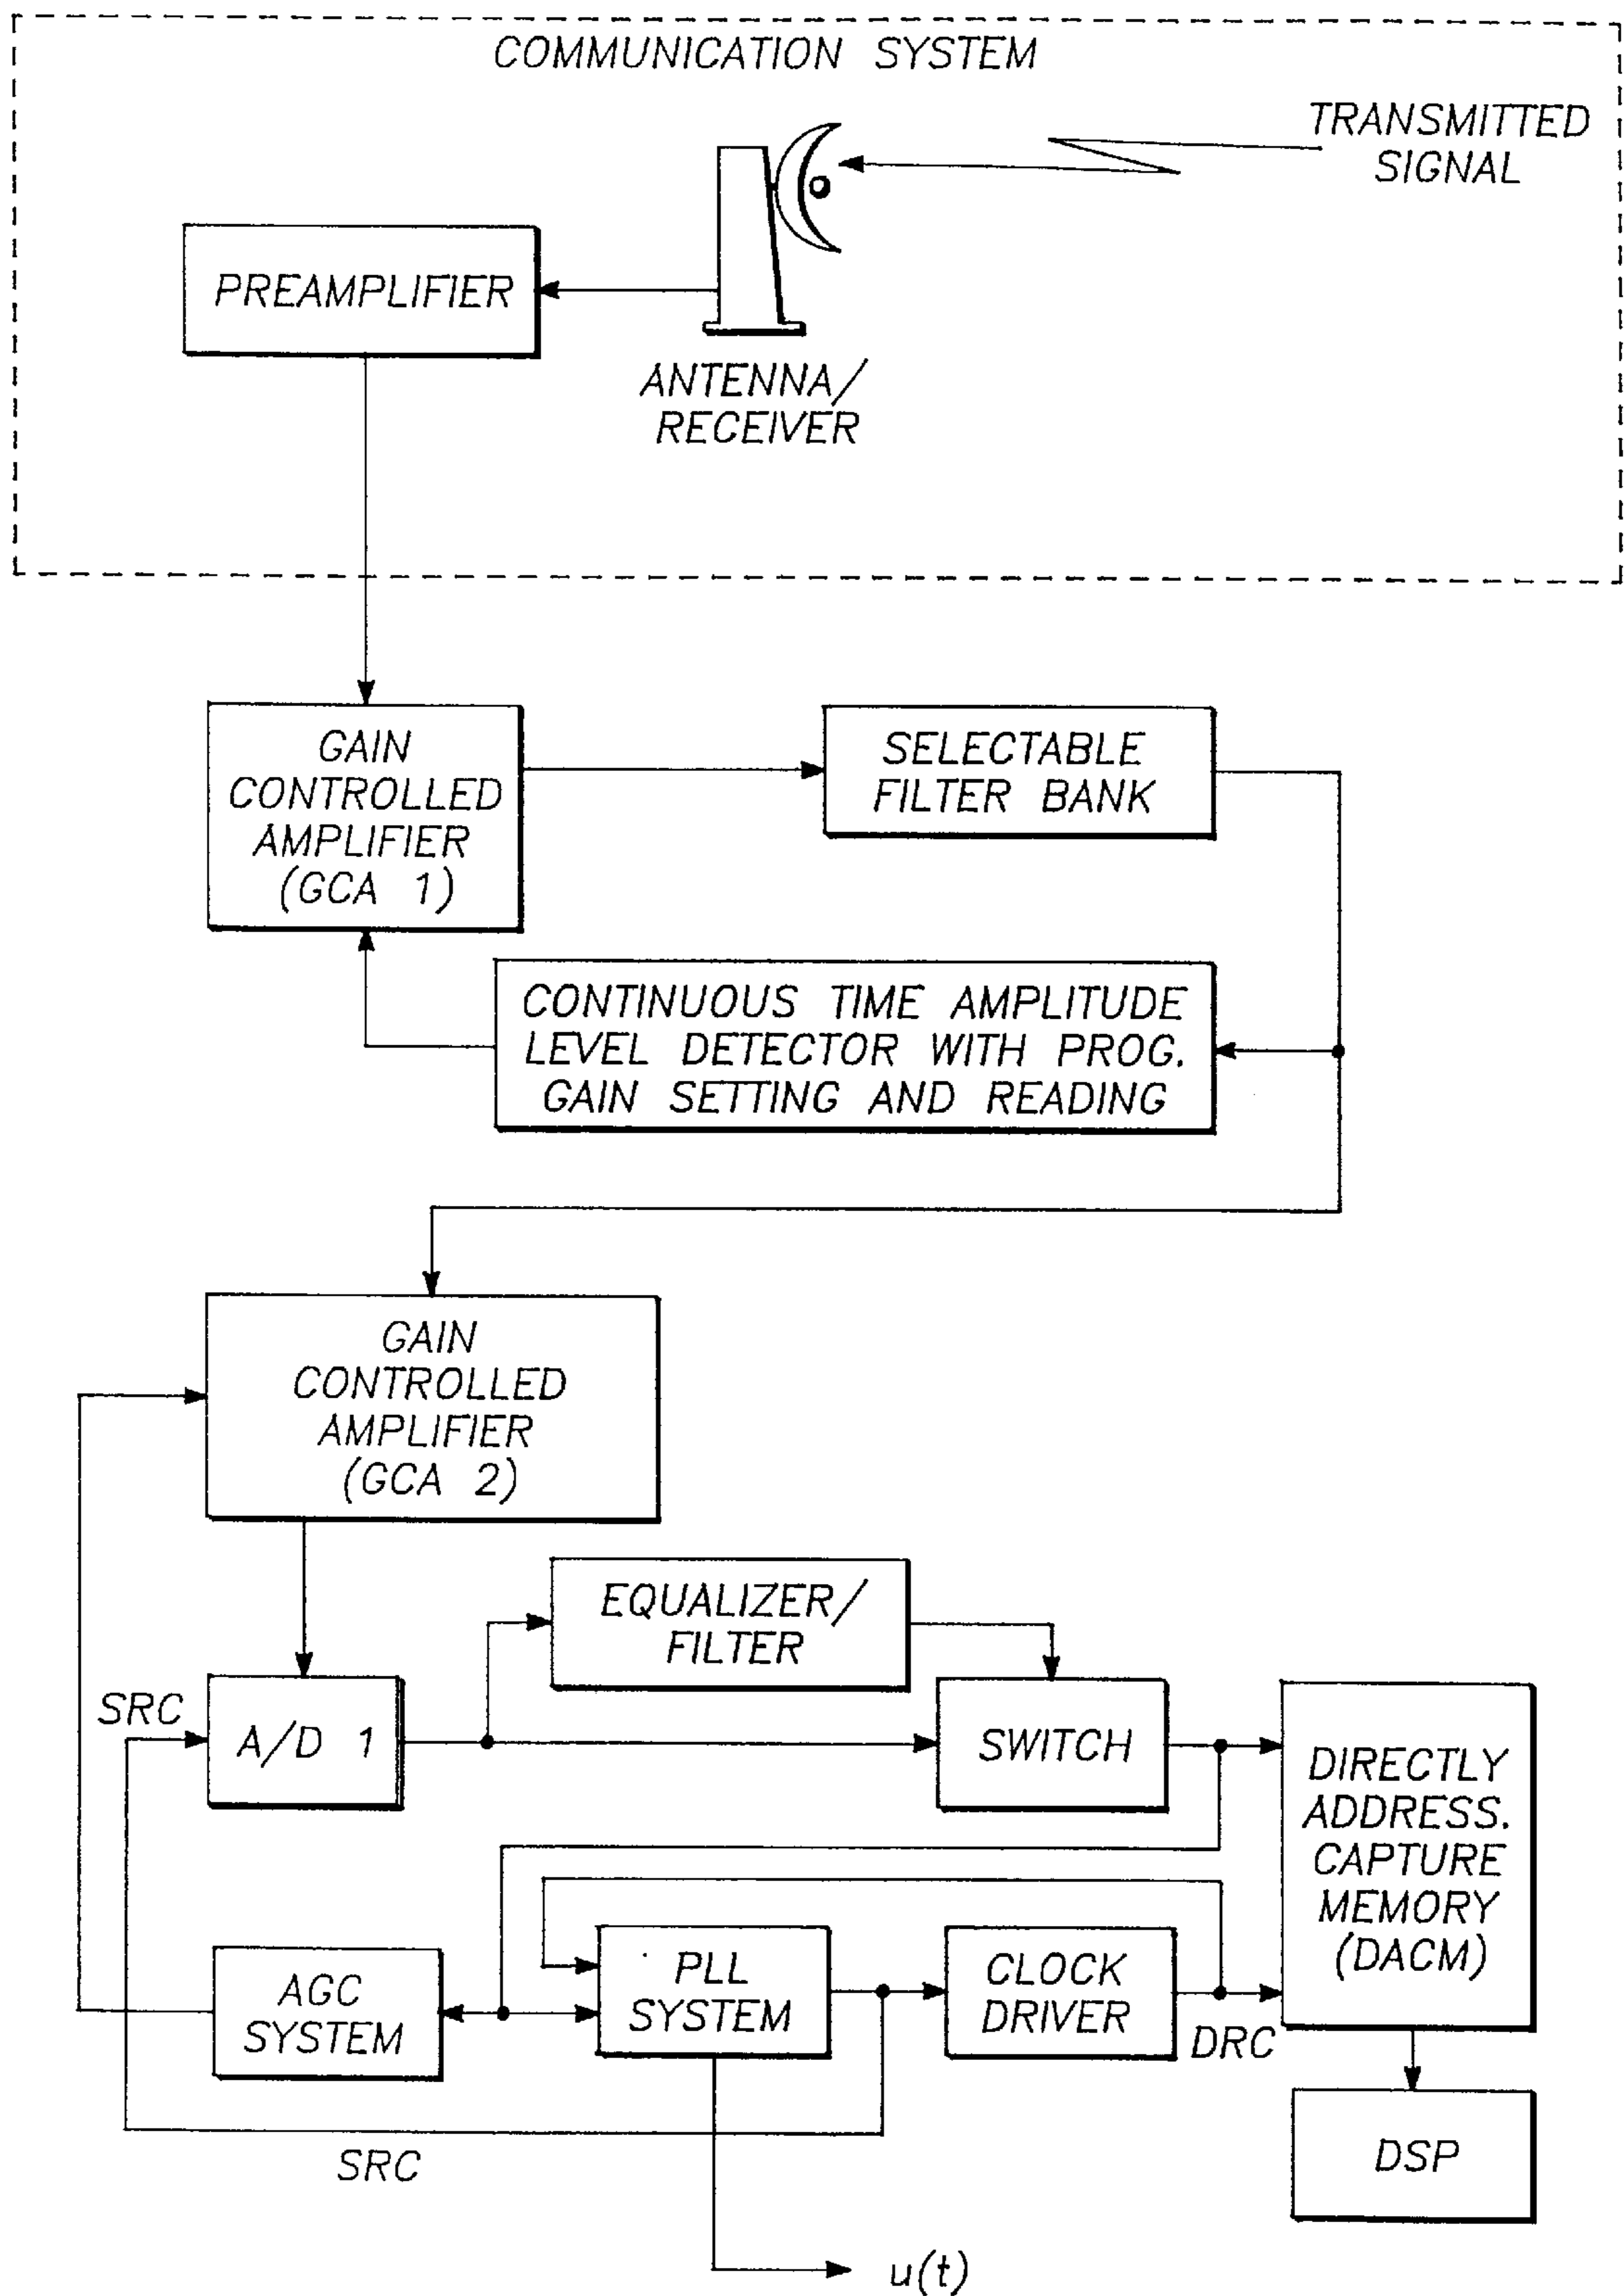 COMMUNICATION SYSTEM
TRANSMITTED
SIGNAL
PREAMPLIFIER
ANTENNA/
RECEIVER
GAIN
CONTROLLED
AMPLIFIER
(GCA 1)
SELECTABLE
FILTER BANK
CONTINUOUS TIME AMPLITUDE
LEVEL DETECTOR WITH PROG.
GAIN SETTING AND READING
GAIN
CONTROLLED
AMPLIFIER
(GCA 2)
EQUALIZER/
FILTER
SRC
A/D 1
SWITCH
DIRECTLY
ADDRESS.
CAPTURE
MEMORY
(DACM)
AGC
SYSTEM
PLL
SYSTEM
CLOCK
DRIVER
DRC
SRC
DSP
u(t)